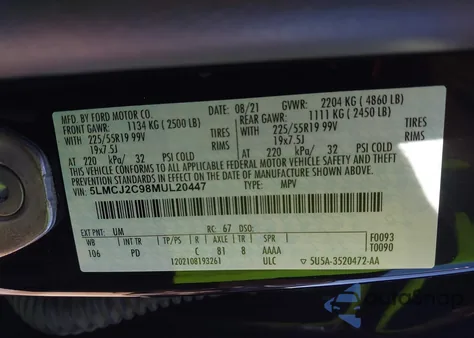 MFD. BY FORD MOTOR CO.
DATE: 08/21 GVWR: 2204 KG ( 4860 LB)
FRONT GAWR: 1134 KG ( 2500 LB) REAR GAWR: 1111 KG ( 2450 LB)
225/55R19 99V TIRES 225/55R19 99V TIRES
19x7.5J RIMS 19x7.5J RIMS
AT 220 kPa/ 32 PSI COLD AT 220 kPa/ 32 PSI COLD
THIS VEHICLE CONFORMS TO ALL APPLICABLE FEDERAL MOTOR VEHICLE SAFETY, BUMPER, AND THEFT
PREVENTION STANDARDS IN EFFECT ON THE DATE OF MANUFACTURE SHOWN ABOVE.
VIN: 5LMCJ2C98MUL20447 TYPE: MPV
EXT PNT: UM RC: 67 DSO: F0093
WB INT TR TP/PS R AXLE TR SPR T0090
106 PD C 81 8 AAAA
1202108193261 ULC ▽ 5U5A-3520472-AA
AutoSnap